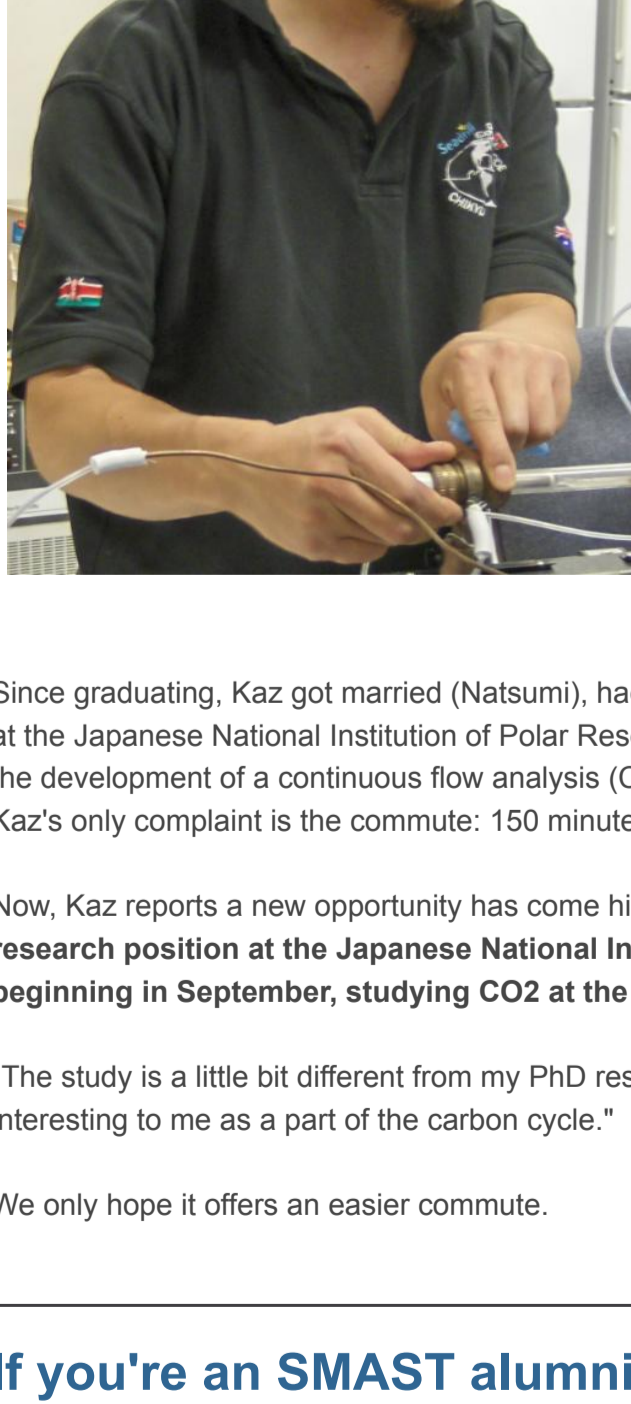 Seadrill
CHIKYU
Since graduating, Kaz got married (Natsumi), ha
at the Japanese National Institution of Polar Res
the development of a continuous flow analysis (C
Kaz's only complaint is the commute: 150 minute
Now, Kaz reports a new opportunity has come hi
research position at the Japanese National In
beginning in September, studying CO2 at the
"The study is a little bit different from my PhD res
interesting to me as a part of the carbon cycle."
We only hope it offers an easier commute.
If you're an SMAST alumni